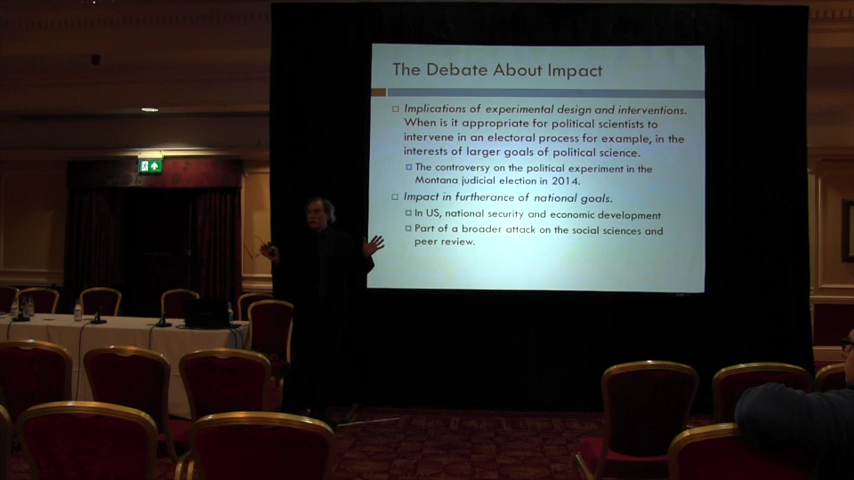 The Debate About Impact
Implications of experimental design and interventions.
When is it appropriate for political scientists to
intervene in an electoral process for example, in the
interests of larger goals of political science.
The controversy on the political experiment in the
Montana judicial election in 2014.
Impact in furtherance of national goals.
In US, national security and economic development
Part of a broader attack on the social sciences and
peer review.